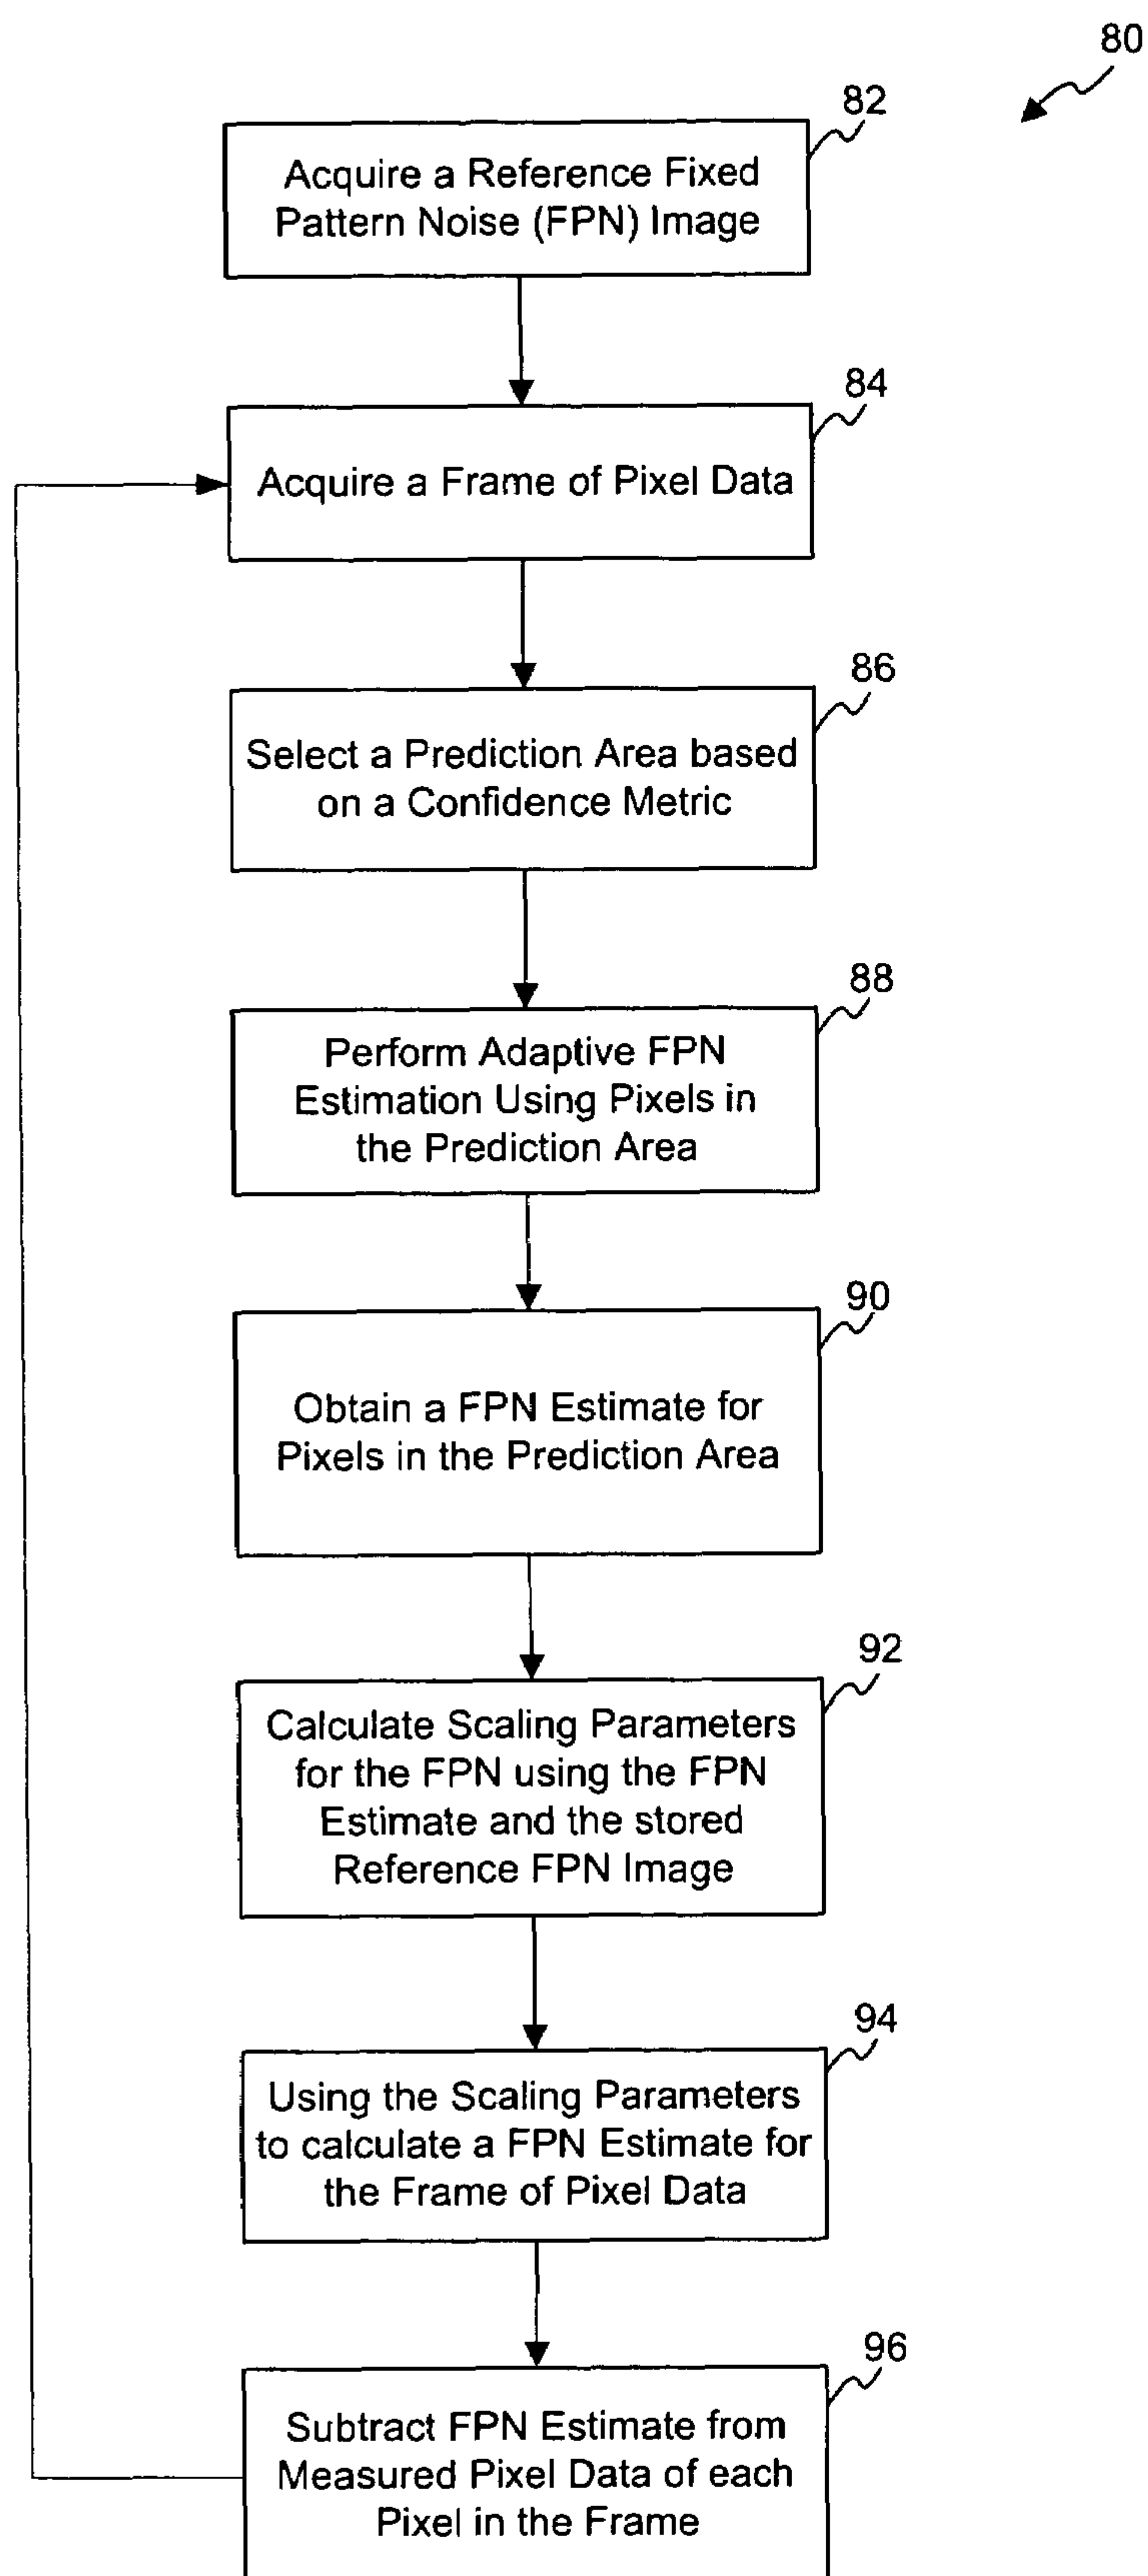 80
82
Acquire a Reference Fixed
Pattern Noise (FPN) Image
84
Acquire a Frame of Pixel Data
86
Select a Prediction Area based
on a Confidence Metric
88
Perform Adaptive FPN
Estimation Using Pixels in
the Prediction Area
90
Obtain a FPN Estimate for
Pixels in the Prediction Area
92
Calculate Scaling Parameters
for the FPN using the FPN
Estimate and the stored
Reference FPN Image
94
Using the Scaling Parameters
to calculate a FPN Estimate for
the Frame of Pixel Data
96
Subtract FPN Estimate from
Measured Pixel Data of each
Pixel in the Frame